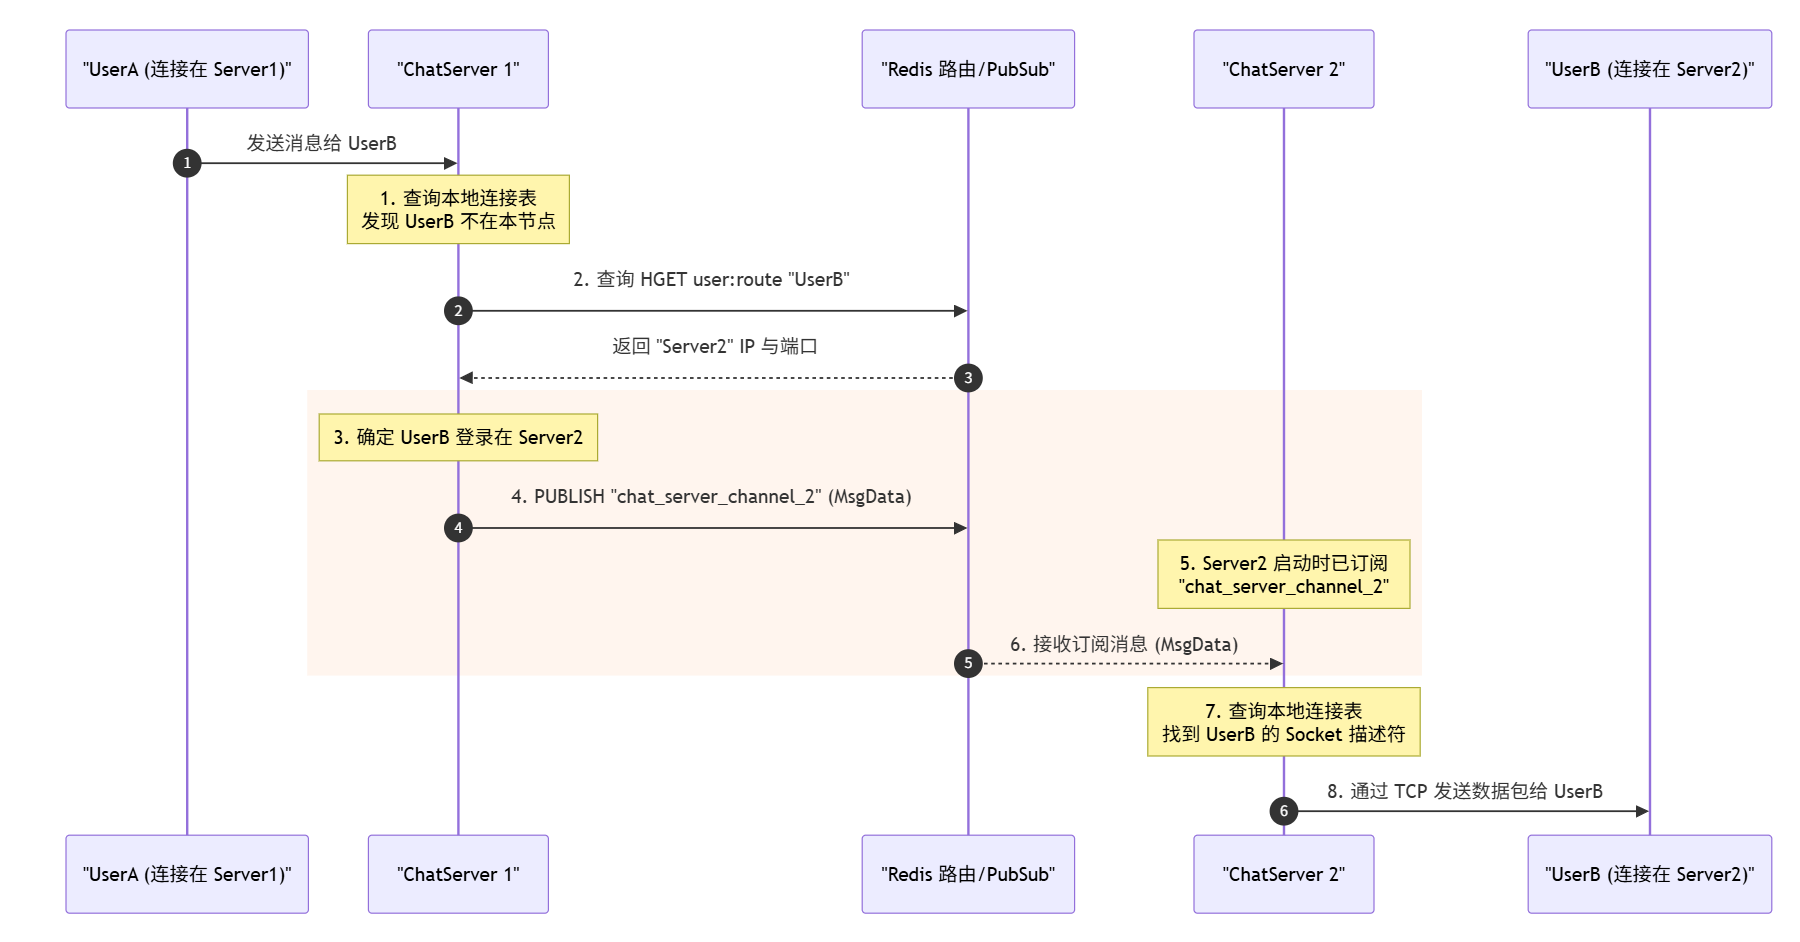 "UserA (连接在 Server1)"
"ChatServer 1"
"Redis 路由/PubSub"
"ChatServer 2"
"UserB (连接在 Server2)"
发送消息给 UserB
1
1. 查询本地连接表
发现 UserB 不在本节点
2. 查询 HGET user:route "UserB"
2
返回 "Server2" IP 与端口
3
3. 确定 UserB 登录在 Server2
4. PUBLISH "chat_server_channel_2" (MsgData)
4
5. Server2 启动时已订阅
"chat_server_channel_2"
6. 接收订阅消息 (MsgData)
5
7. 查询本地连接表
找到 UserB 的 Socket 描述符
8. 通过 TCP 发送数据包给 UserB
6
"UserA (连接在 Server1)"
"ChatServer 1"
"Redis 路由/PubSub"
"ChatServer 2"
"UserB (连接在 Server2)"